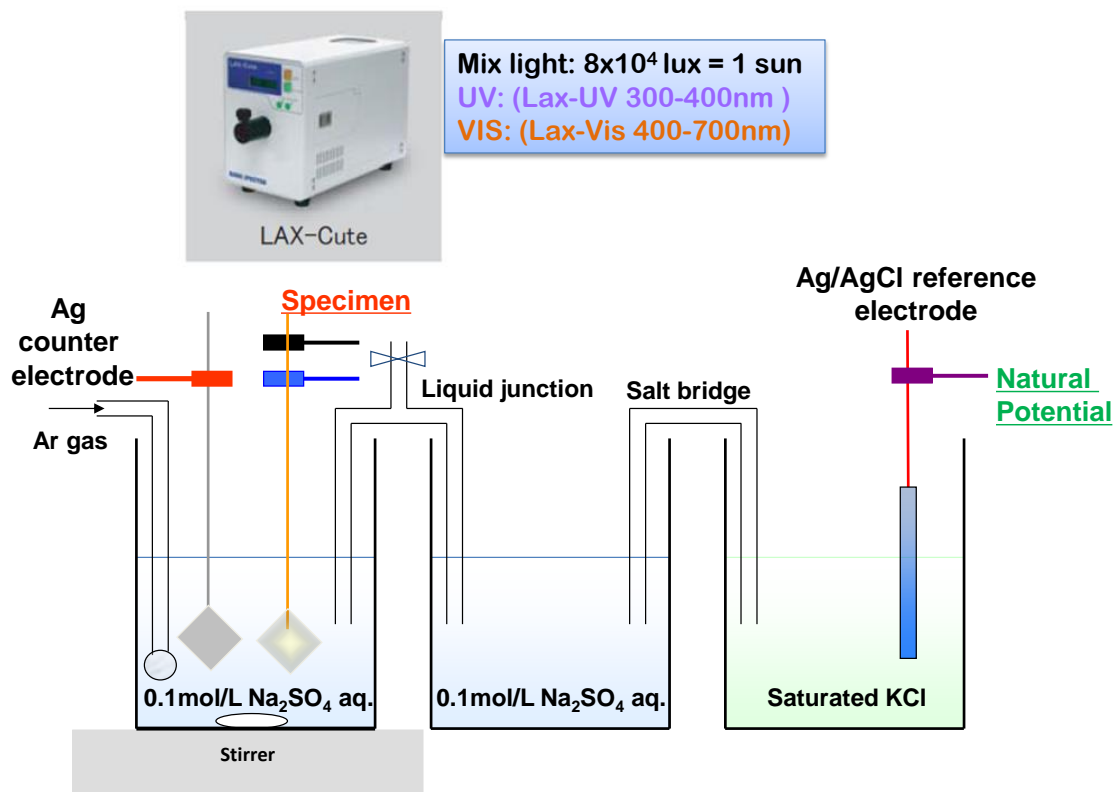 LAX-Cute
Mix light: 8x10⁴ lux = 1 sun
UV: (Lax-UV 300-400nm )
VIS: (Lax-Vis 400-700nm)
LAX-Cute
Ag
counter
electrode
Specimen
Ag/AgCl reference
electrode
Liquid junction
Salt bridge
Natural
Potential
Ar gas
0.1mol/L Na₂SO₄ aq.
0.1mol/L Na₂SO₄ aq.
Saturated KCl
Stirrer